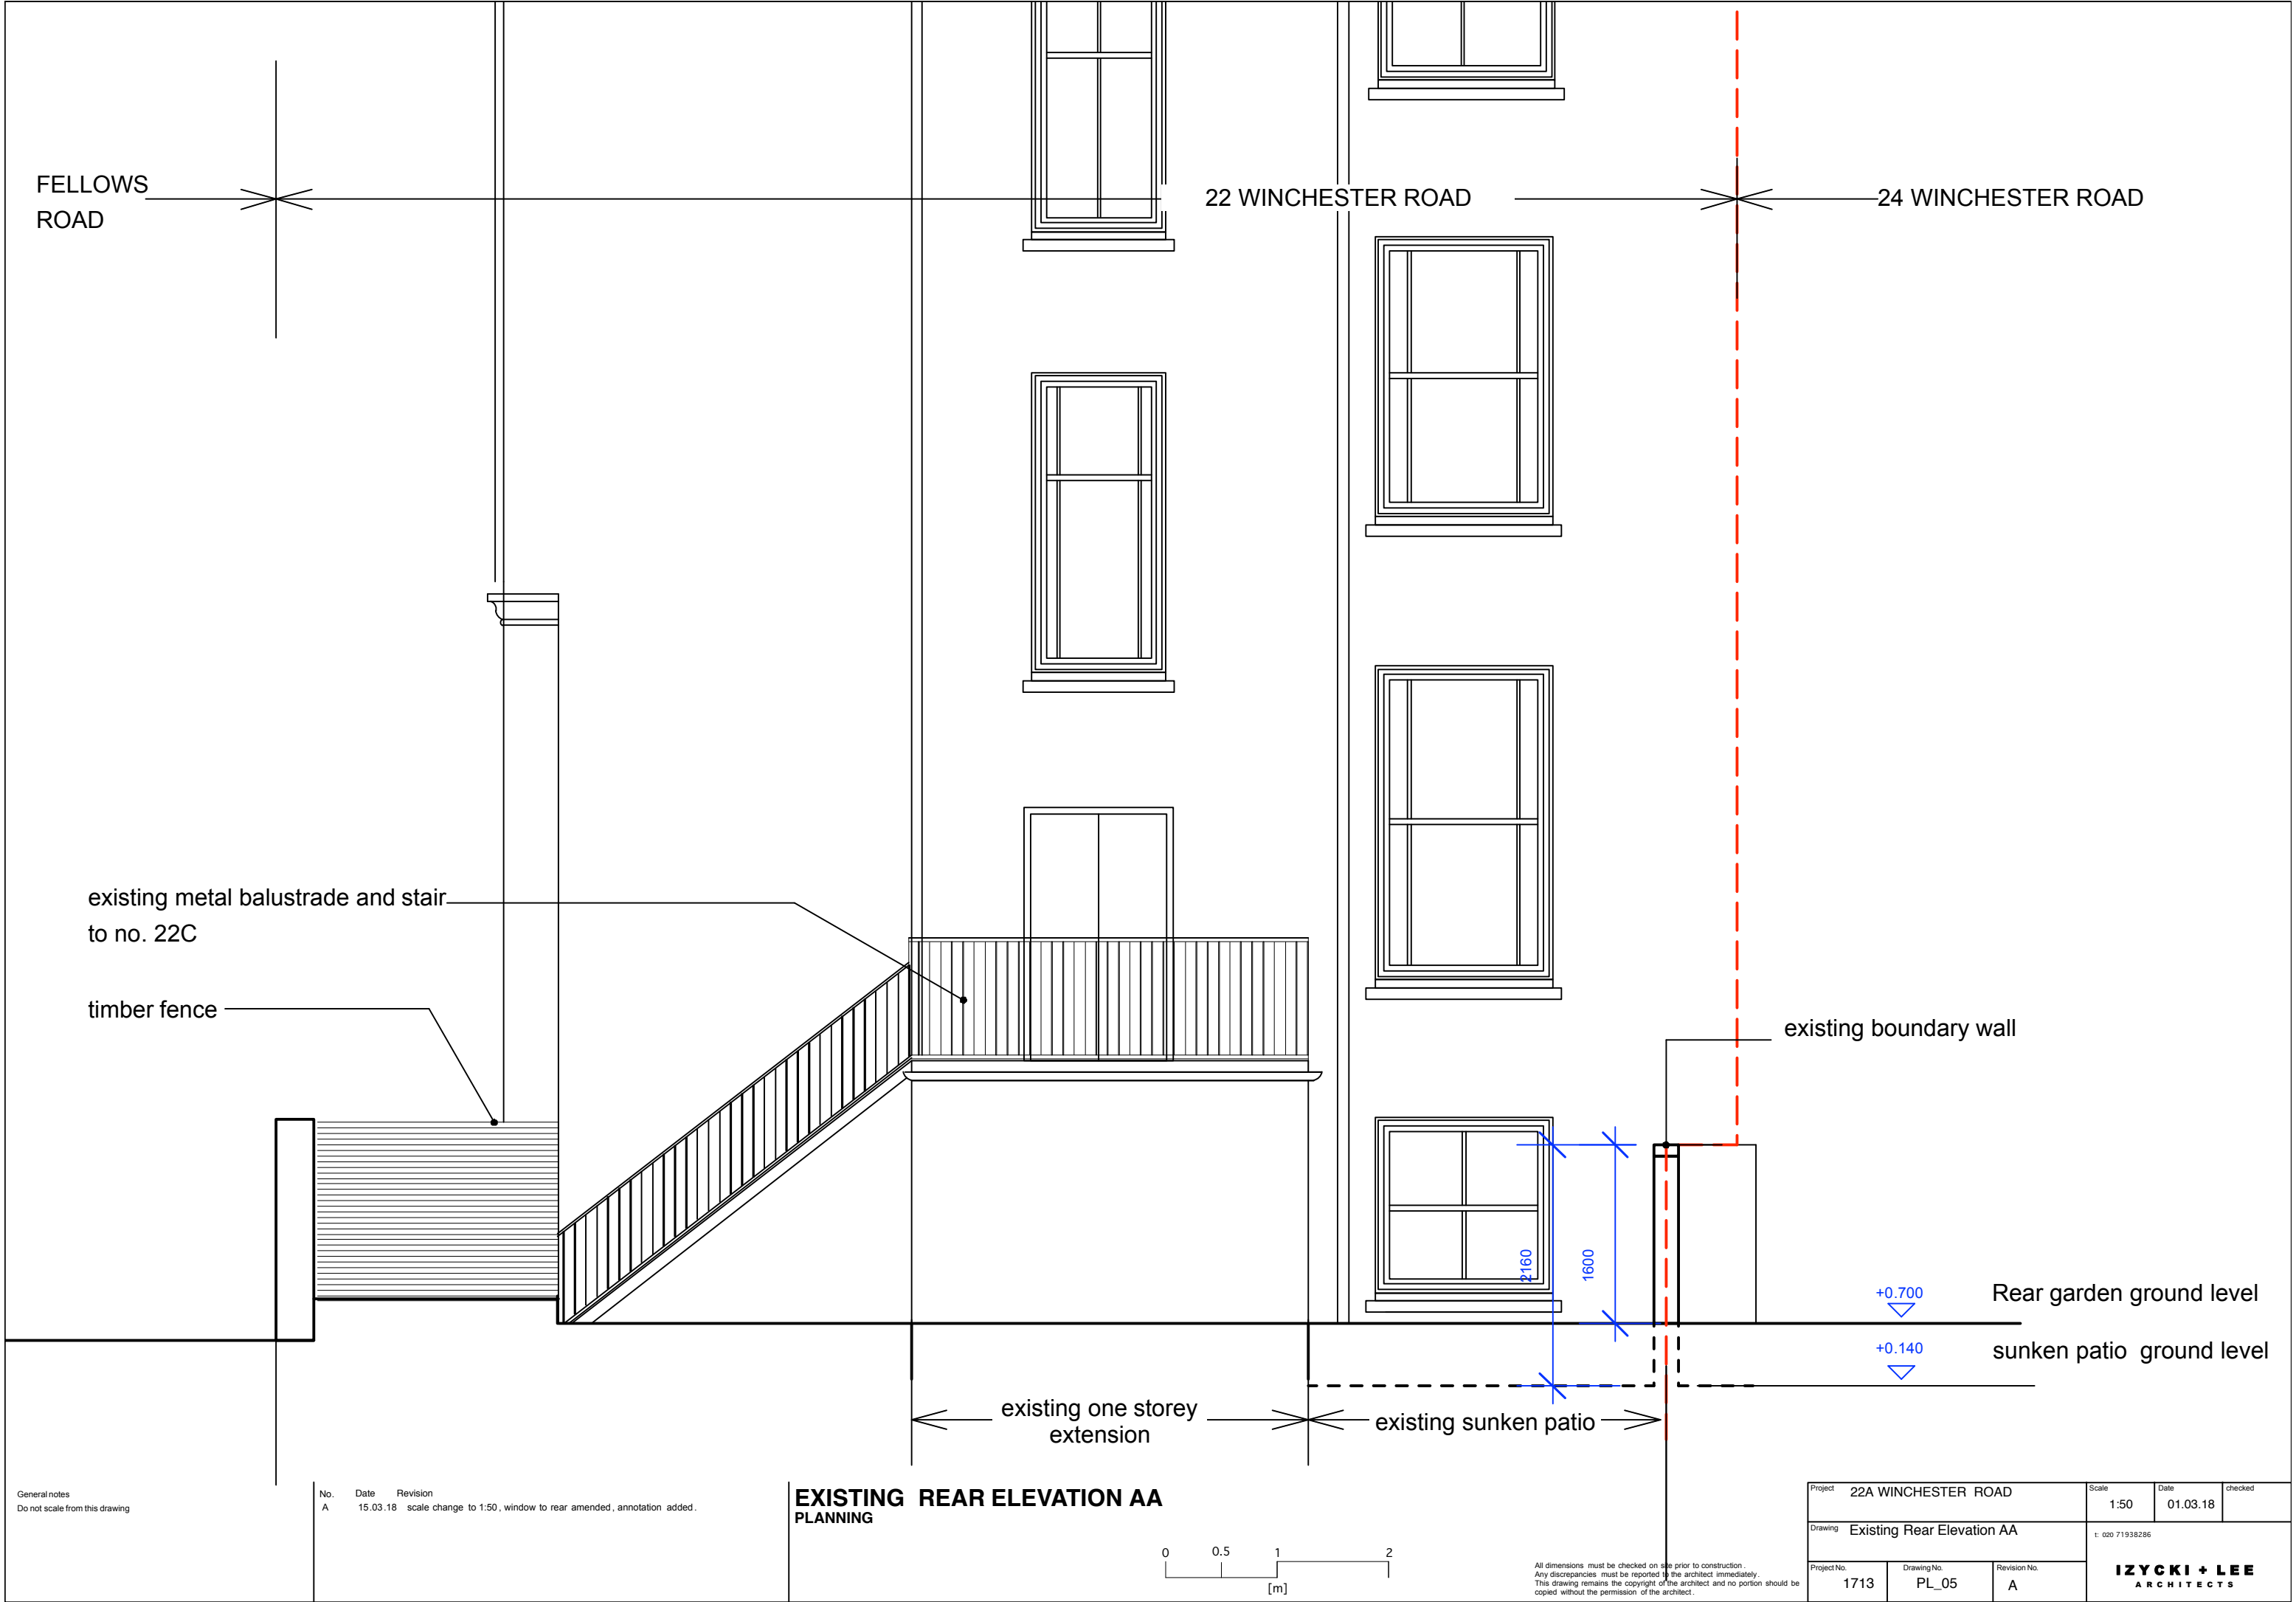 FELLOWS
ROAD
22 WINCHESTER ROAD
24 WINCHESTER ROAD
existing metal balustrade and stair
to no. 22C
timber fence
existing boundary wall
2160
1600
+0.700
Rear garden ground level
+0.140
sunken patio ground level
existing one storey
extension
existing sunken patio
General notes
Do not scale from this drawing
No. Date Revision
A 15.03.18 scale change to 1:50, window to rear amended, annotation added.
EXISTING REAR ELEVATION AA
PLANNING
0 0.5 1 2
[m]
All dimensions must be checked on site prior to construction.
Any discrepancies must be reported to the architect immediately.
This drawing remains the copyright of the architect and no portion should be
copied without the permission of the architect.
Project 22A WINCHESTER ROAD
Scale 1:50
Date 01.03.18
checked
Drawing Existing Rear Elevation AA
t: 020 71938286
Project No. 1713
Drawing No. PL_05
Revision No. A
IZYCKI + LEE
ARCHITECTS